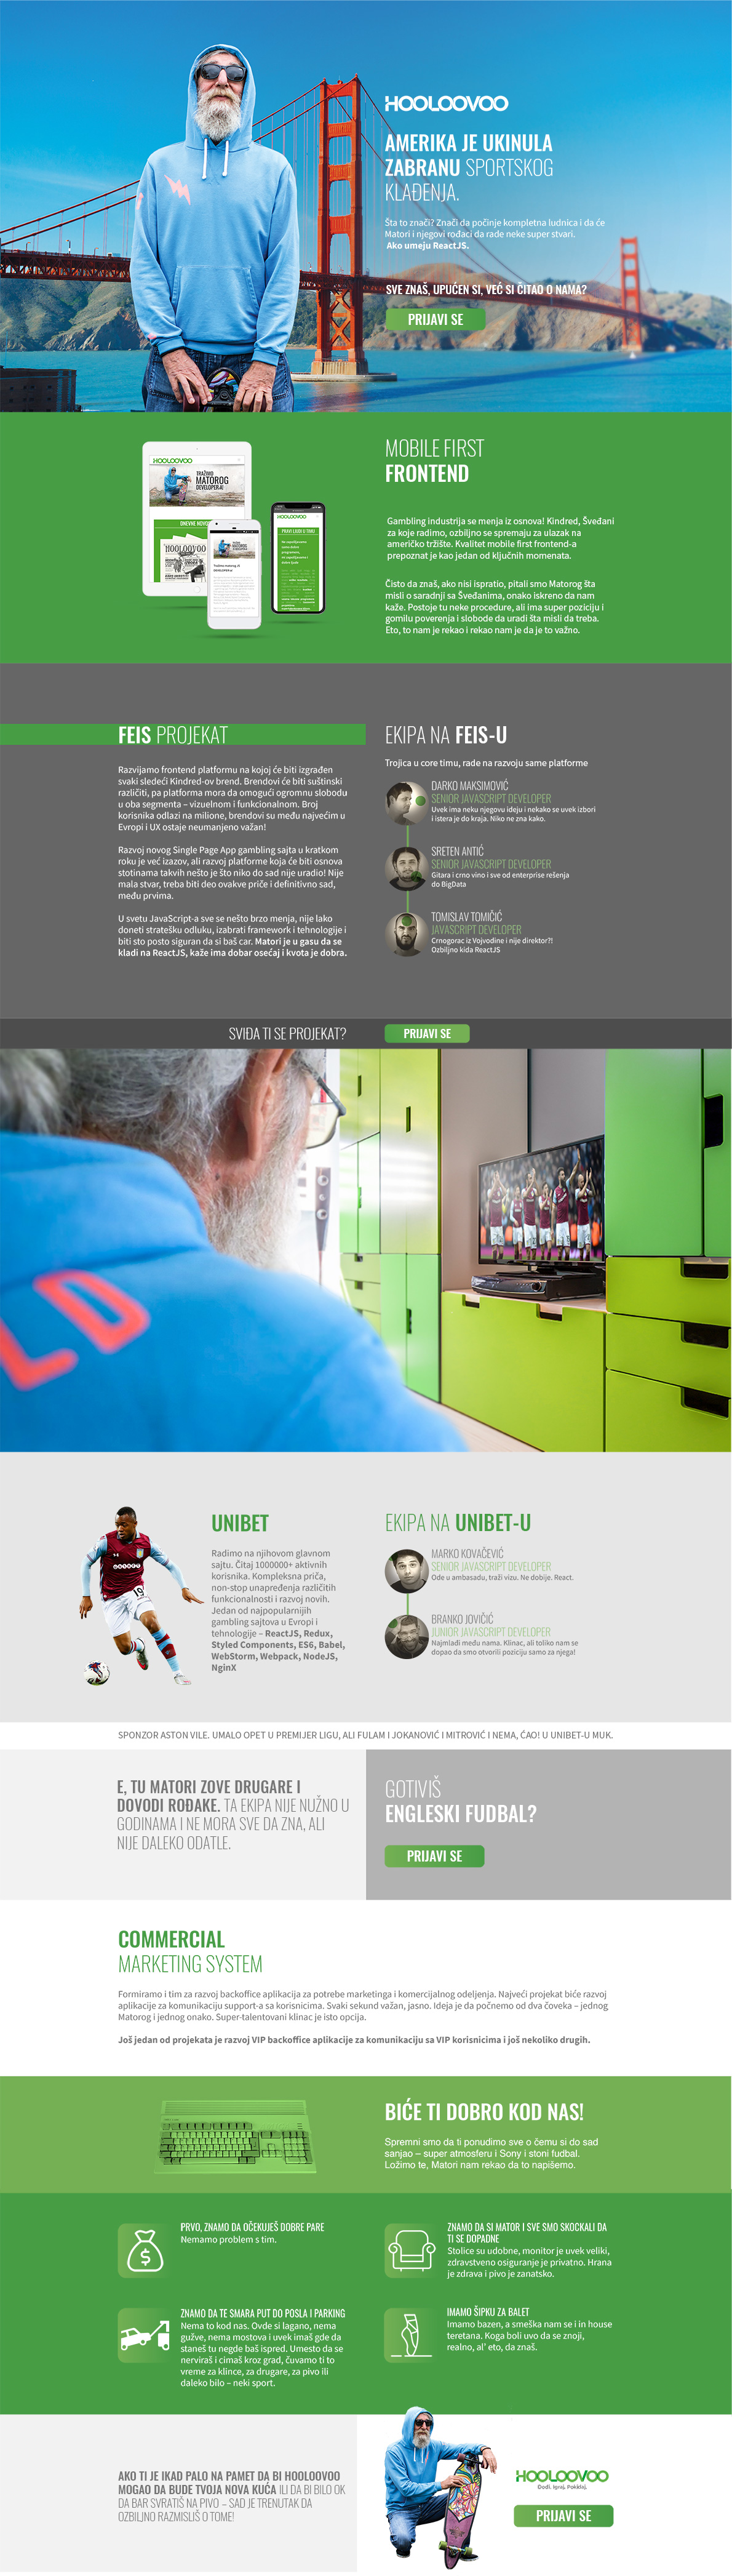 HOOLOOVOO
AMERIKA JE UKINULA
ZABRANU SPORTSKOG
KLAĐENJA.
Šta to znači? Znači da počinje kompletna ludnica i da će
Matori i njegovi rođaci da rade neke super stvari.
Ako umeju ReactJS.
SVE ZNAŠ, UPUĆEN SI, VEĆ SI ČITAO O NAMA?
PRIJAVI SE
MOBILE FIRST
FRONTEND
HOOLOOVOO
TRAŽIMO
MATOROG
DEVELOPER-A!
DNEVNE NOVOSTI
HOOLOOVOO
HOOLOOVOO
PRAVI LJUDI U TIMU
Gambling industrija se menja iz osnova! Kindred, Šveđani
za koje radimo, ozbiljno se spremaju za ulazak na
američko tržište. Kvalitet mobile first frontend-a
prepoznat je kao jedan od ključnih momenata.
Čisto da znaš, ako nisi ispratio, pitali smo Matorog šta
misli o saradnji sa Šveđanima, onako iskreno da nam
kaže. Postoje tu neke procedure, ali ima super poziciju i
gomilu poverenja i slobode da uradi šta misli da treba.
Eto, to nam je rekao i rekao nam je da je to važno.
FEIS PROJEKAT
Razvijamo frontend platformu na kojoj će biti izgrađen
svaki sledeći Kindred-ov brend. Brendovi će biti suštinski
različiti, pa platforma mora da omogući ogromnu slobodu
u oba segmenta – vizuelnom i funkcionalnom. Broj
korisnika odlazi na milione, brendovi su među najvećim u
Evropi i UX ostaje neumanjeno važan!
Razvoj novog Single Page App gambling sajta u kratkom
roku je već izazov, ali razvoj platforme koja će biti osnova
stotinama takvih nešto je što niko do sad nije uradio! Nije
mala stvar, treba biti deo ovakve priče i definitivno sad,
među prvima.
U svetu JavaScript-a sve se nešto brzo menja, nije lako
doneti stratešku odluku, izabrati framework i tehnologije i
biti sto posto siguran da si baš car. Matori je u gasu da se
kladi na ReactJS, kaže ima dobar osećaj i kvota je dobra.
EKIPA NA FEIS-U
Trojica u core timu, rade na razvoju same platforme
DARKO MAKSIMOVIĆ
SENIOR JAVASCRIPT DEVELOPER
Uvek ima neku njegovu ideju i nekako se uvek izbori
i istera je do kraja. Niko ne zna kako.
SRETEN ANTIĆ
SENIOR JAVASCRIPT DEVELOPER
Gitara i crno vino i sve od enterprise rešenja
do BigData
TOMISLAV TOMIČIĆ
JAVASCRIPT DEVELOPER
Crnogorac iz Vojvodine i nije direktor?!
Ozbiljno kida ReactJS
SVIĐA TI SE PROJEKAT?
PRIJAVI SE
LD
UNIBET
Radimo na njihovom glavnom
sajtu. Čitaj 1000000+ aktivnih
korisnika. Kompleksna priča,
non-stop unapređenja različitih
funkcionalnosti i razvoj novih.
Jedan od najpopularnijih
gambling sajtova u Evropi i
tehnologije – ReactJS, Redux,
Styled Components, ES6, Babel,
WebStorm, Webpack, NodeJS,
NginX
19
EKIPA NA UNIBET-U
MARKO KOVAČEVIĆ
SENIOR JAVASCRIPT DEVELOPER
Ode u ambasadu, traži vizu. Ne dobije. React.
BRANKO JOVIČIĆ
JUNIOR JAVASCRIPT DEVELOPER
Najmlađi među nama. Klinac, ali toliko nam se
dopao da smo otvorili poziciju samo za njega!
SPONZOR ASTON VILE. UMALO OPET U PREMIJER LIGU, ALI FULAM I JOKANOVIĆ I MITROVIĆ I NEMA, ĆAO! U UNIBET-U MUK.
E, TU MATORI ZOVE DRUGARE I
DOVODI ROĐAKE. TA EKIPA NIJE NUŽNO U
GODINAMA I NE MORA SVE DA ZNA, ALI
NIJE DALEKO ODATLE.
GOTIVIŠ
ENGLESKI FUDBAL?
PRIJAVI SE
COMMERCIAL
MARKETING SYSTEM
Formiramo i tim za razvoj backoffice aplikacija za potrebe marketinga i komercijalnog odeljenja. Najveći projekat biće razvoj
aplikacije za komunikaciju support-a sa korisnicima. Svaki sekund važan, jasno. Ideja je da počnemo od dva čoveka – jednog
Matorog i jednog onako. Super-talentovani klinac je isto opcija.
Još jedan od projekata je razvoj VIP backoffice aplikacije za komunikaciju sa VIP korisnicima i još nekoliko drugih.
BIĆE TI DOBRO KOD NAS!
Spremni smo da ti ponudimo sve o čemu si do sad
sanjao – super atmosferu i Sony i stoni fudbal.
Ložimo te, Matori nam rekao da to napišemo.
PRVO, ZNAMO DA OČEKUJEŠ DOBRE PARE
Nemamo problem s tim.
ZNAMO DA SI MATOR I SVE SMO SKOCKALI DA
TI SE DOPADNE
Stolice su udobne, monitor je uvek veliki,
zdravstveno osiguranje je privatno. Hrana
je zdrava i pivo je zanatsko.
ZNAMO DA TE SMARA PUT DO POSLA I PARKING
Nema to kod nas. Ovde si lagano, nema
gužve, nema mostova i uvek imaš gde da
staneš tu negde baš ispred. Umesto da se
nerviraš i cimaš kroz grad, čuvamo ti to
vreme za klince, za drugare, za pivo ili
daleko bilo – neki sport.
IMAMO ŠIPKU ZA BALET
Imamo bazen, a smeška nam se i in house
teretana. Koga boli uvo da se znoji,
realno, al' eto, da znaš.
AKO TI JE IKAD PALO NA PAMET DA BI HOOLOOVOO
MOGAO DA BUDE TVOJA NOVA KUĆA ILI DA BI BILO OK
DA BAR SVRATIŠ NA PIVO – SAD JE TRENUTAK DA
OZBILJNO RAZMISLIŠ O TOME!
HOOLOOVOO
Dođi. Igraj. Pokklaj.
PRIJAVI SE